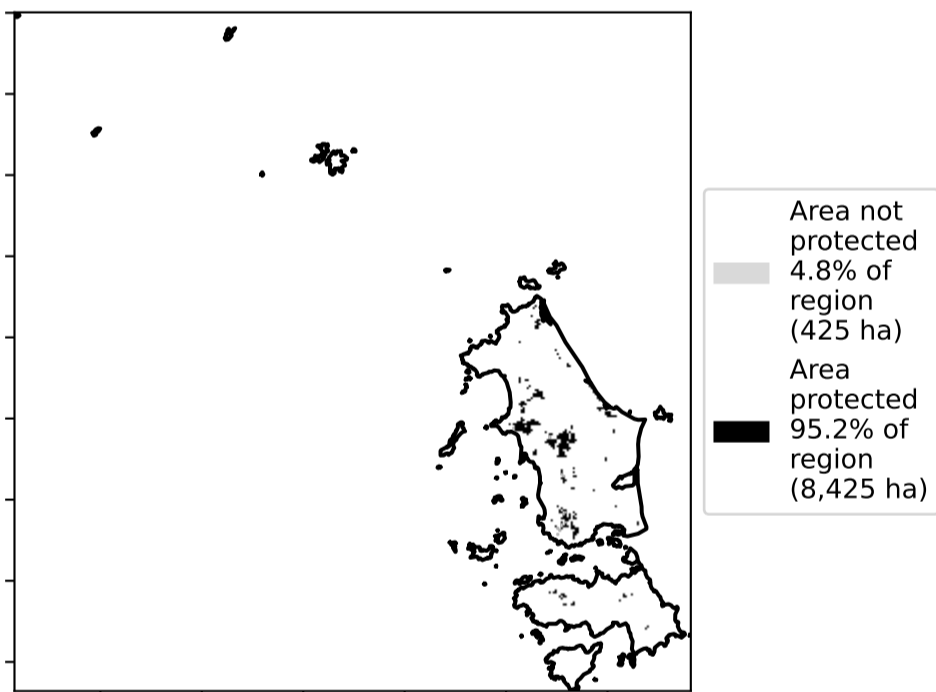 Area not
protected
4.8% of
region
(425 ha)
Area
protected
95.2% of
region
(8,425 ha)